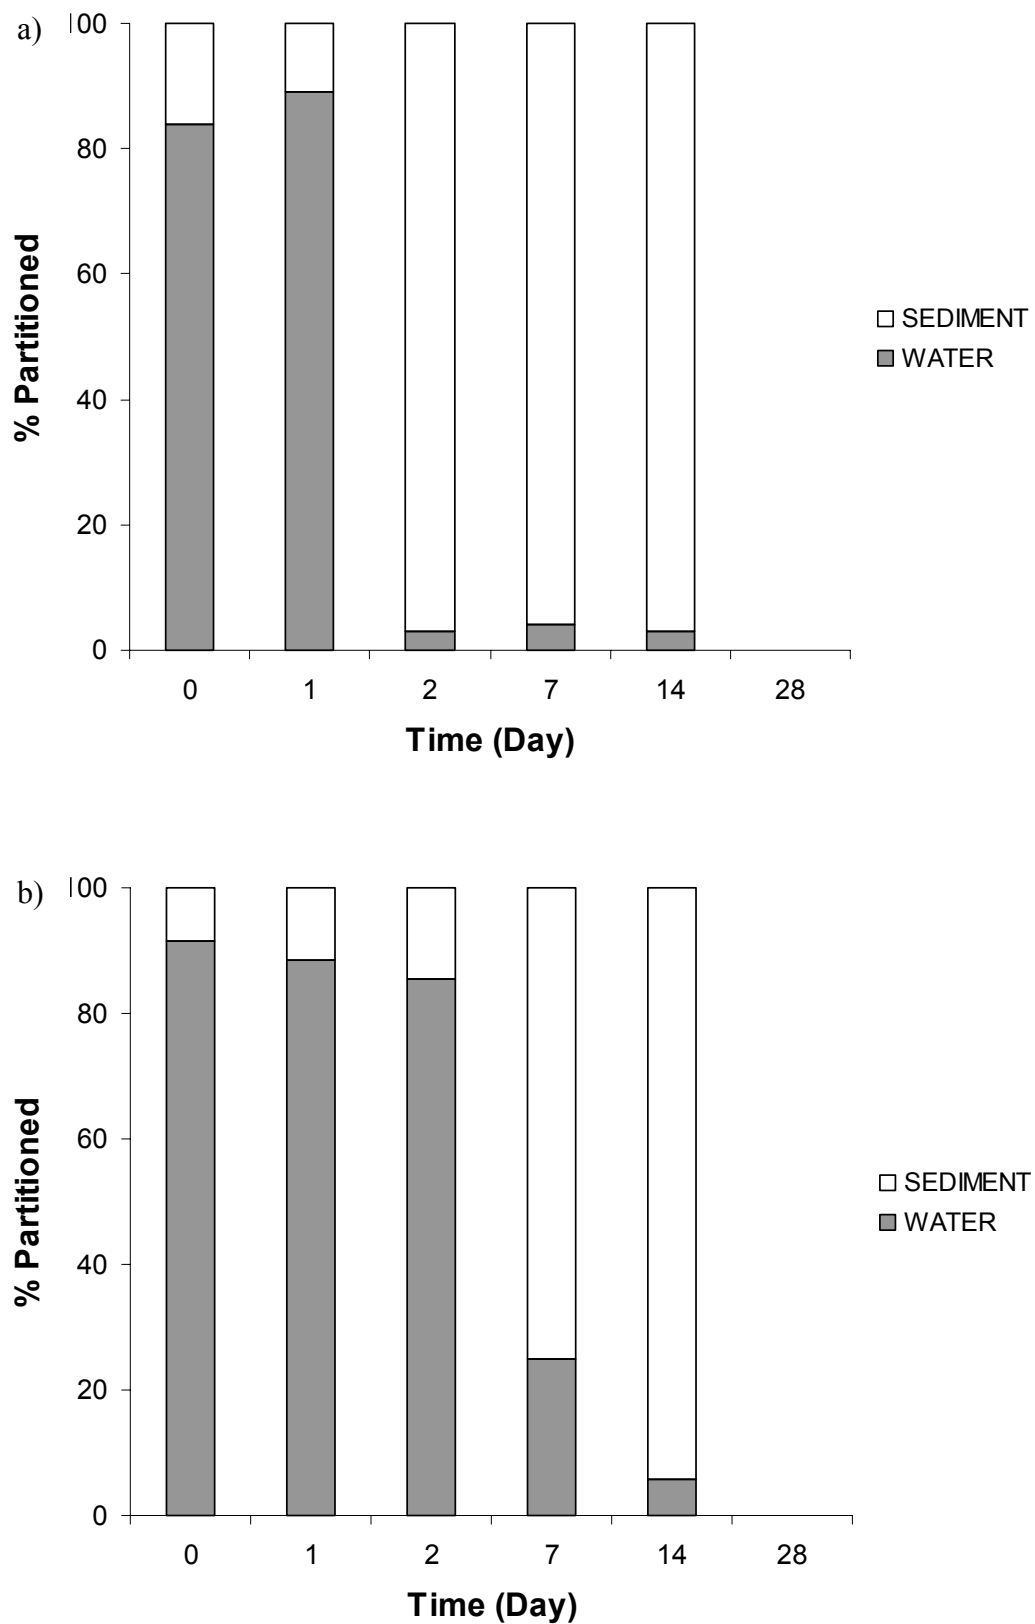 a)
100
80
60
40
20
0
% Partitioned
0 1 2 7 14 28
Time (Day)
SEDIMENT
WATER
b)
100
80
60
40
20
0
% Partitioned
0 1 2 7 14 28
Time (Day)
SEDIMENT
WATER